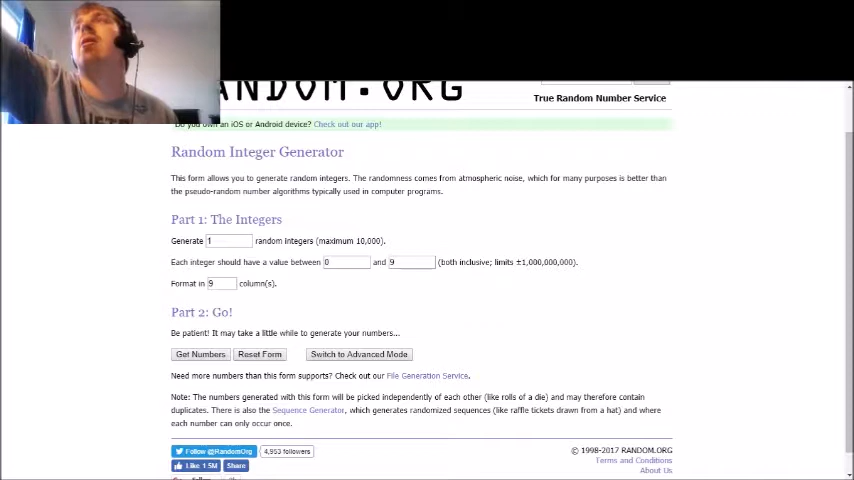 RANDOM.ORG
True Random Number Service
Do you own an iOS or Android device? Check out our app!
Random Integer Generator
This form allows you to generate random integers. The randomness comes from atmospheric noise, which for many purposes is better than
the pseudo-random number algorithms typically used in computer programs.
Part 1: The Integers
Generate 1 random integers (maximum 10,000).
Each integer should have a value between 0 and 9 (both inclusive; limits ±1,000,000,000).
Format in 9 column(s).
Part 2: Go!
Be patient! It may take a little while to generate your numbers...
Get Numbers Reset Form Switch to Advanced Mode
Need more numbers than this form supports? Check out our File Generation Service.
Note: The numbers generated with this form will be picked independently of each other (like rolls of a die) and may therefore contain
duplicates. There is also the Sequence Generator, which generates randomized sequences (like raffle tickets drawn from a hat) and where
each number can only occur once.
Follow @RandomOrg 4,953 followers
© 1998-2017 RANDOM.ORG
Like 1.5M Share
Terms and Conditions
About Us